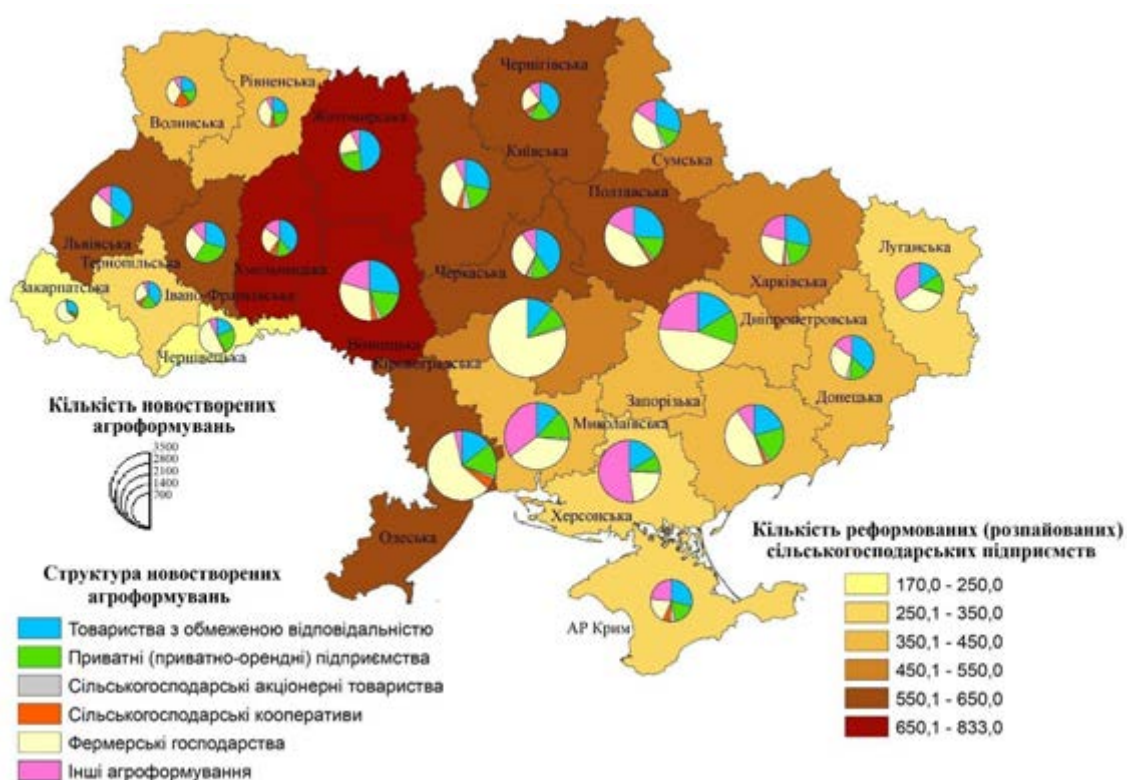 Чернігівська
Рівненська
Волинська
Житомирська
Київська
Сумська
Полтавська
Львівська
Тернопільська
Хмельницька
Черкаська
Харківська
Луганська
Закарпатська
Івано-Франківська
Чернівецька
Вінницька
Кіровоградська
Дніпропетровська
Донецька
Запорізька
Миколаївська
Херсонська
Одеська
АР Крим
Кількість новостворених
агроформувань
3500
2800
2100
1400
700
Структура новостворених
агроформувань
Товариства з обмеженою відповідальністю
Приватні (приватно-орендні) підприємства
Сільськогосподарські акціонерні товариства
Сільськогосподарські кооперативи
Фермерські господарства
Інші агроформування
Кількість реформованих (розпайованих)
сільськогосподарських підприємств
170,0 - 250,0
250,1 - 350,0
350,1 - 450,0
450,1 - 550,0
550,1 - 650,0
650,1 - 833,0